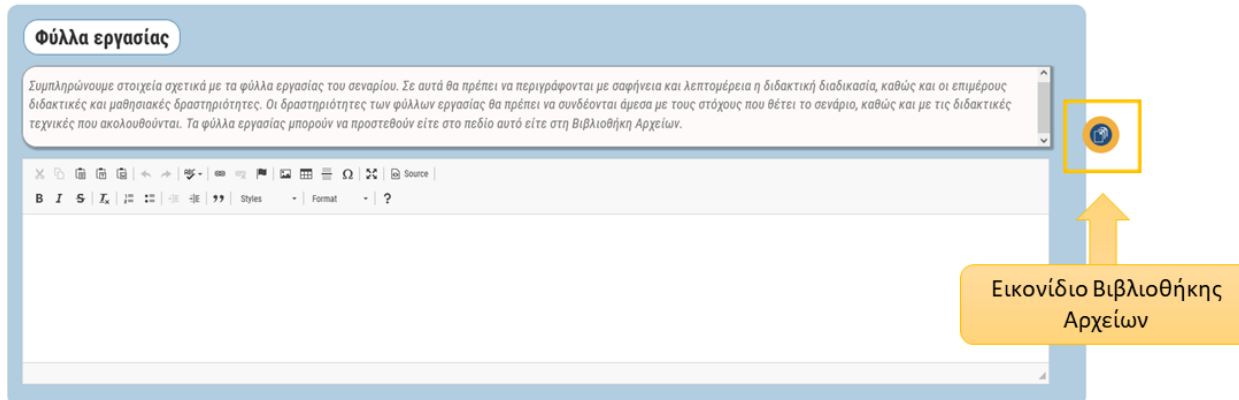 Φύλλα εργασίας
Συμπληρώνουμε στοιχεία σχετικά με τα φύλλα εργασίας του σεναρίου. Σε αυτά θα πρέπει να περιγράφονται με σαφήνεια και λεπτομέρεια η διδακτική διαδικασία, καθώς και οι επιμέρους
διδακτικές και μαθησιακές δραστηριότητες. Οι δραστηριότητες των φύλλων εργασίας θα πρέπει να συνδέονται άμεσα με τους στόχους που θέτει το σενάριο, καθώς και με τις διδακτικές
τεχνικές που ακολουθούνται. Τα φύλλα εργασίας μπορούν να προστεθούν είτε στο πεδίο αυτό είτε στη Βιβλιοθήκη Αρχείων.
Source
B I S Ix Styles Format ?
Εικονίδιο Βιβλιοθήκης
Αρχείων